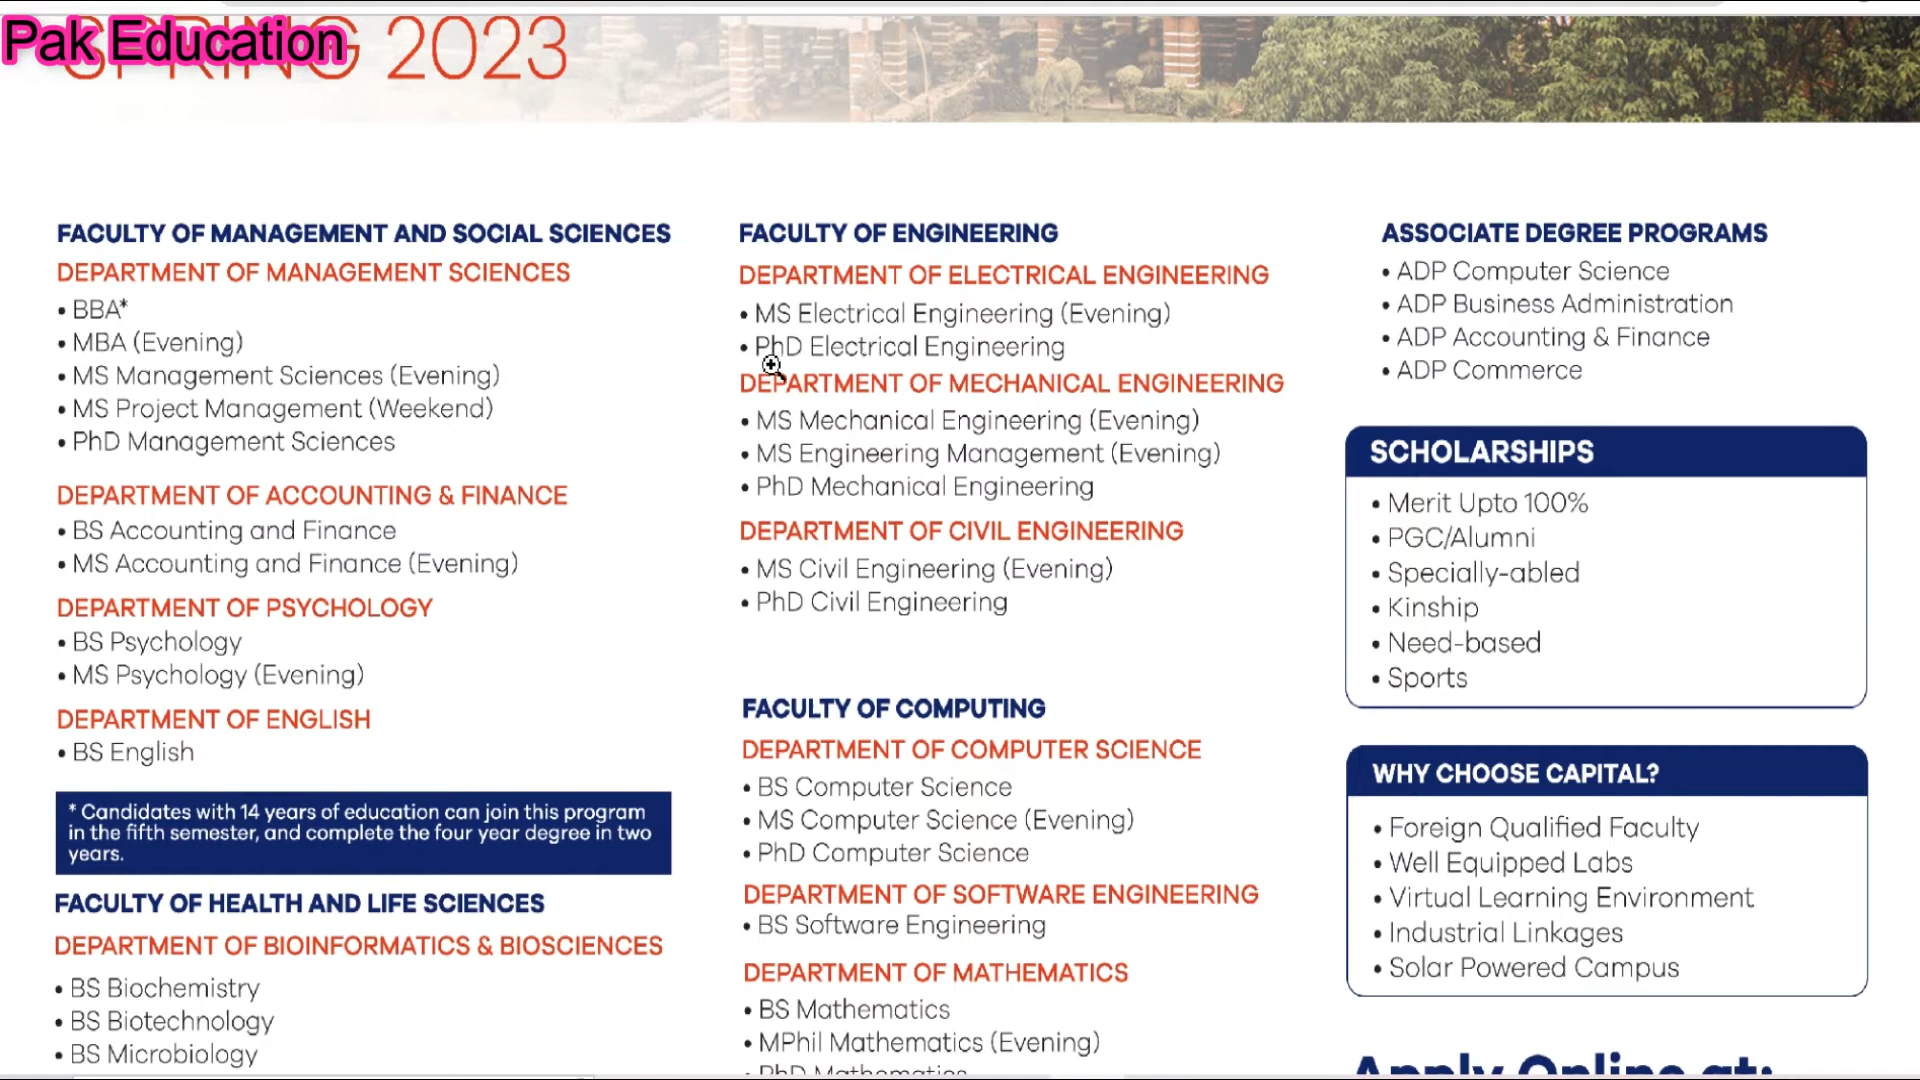 Pak Education
SPRING 2023
FACULTY OF MANAGEMENT AND SOCIAL SCIENCES
DEPARTMENT OF MANAGEMENT SCIENCES
• BBA*
• MBA (Evening)
• MS Management Sciences (Evening)
• MS Project Management (Weekend)
• PhD Management Sciences
DEPARTMENT OF ACCOUNTING & FINANCE
• BS Accounting and Finance
• MS Accounting and Finance (Evening)
DEPARTMENT OF PSYCHOLOGY
• BS Psychology
• MS Psychology (Evening)
DEPARTMENT OF ENGLISH
• BS English
* Candidates with 14 years of education can join this program
in the fifth semester, and complete the four year degree in two
years.
FACULTY OF HEALTH AND LIFE SCIENCES
DEPARTMENT OF BIOINFORMATICS & BIOSCIENCES
• BS Biochemistry
• BS Biotechnology
• BS Microbiology
FACULTY OF ENGINEERING
DEPARTMENT OF ELECTRICAL ENGINEERING
• MS Electrical Engineering (Evening)
• PhD Electrical Engineering
DEPARTMENT OF MECHANICAL ENGINEERING
• MS Mechanical Engineering (Evening)
• MS Engineering Management (Evening)
• PhD Mechanical Engineering
DEPARTMENT OF CIVIL ENGINEERING
• MS Civil Engineering (Evening)
• PhD Civil Engineering
FACULTY OF COMPUTING
DEPARTMENT OF COMPUTER SCIENCE
• BS Computer Science
• MS Computer Science (Evening)
• PhD Computer Science
DEPARTMENT OF SOFTWARE ENGINEERING
• BS Software Engineering
DEPARTMENT OF MATHEMATICS
• BS Mathematics
• MPhil Mathematics (Evening)
• PhD Mathematics
ASSOCIATE DEGREE PROGRAMS
• ADP Computer Science
• ADP Business Administration
• ADP Accounting & Finance
• ADP Commerce
SCHOLARSHIPS
• Merit Upto 100%
• PGC/Alumni
• Specially-abled
• Kinship
• Need-based
• Sports
WHY CHOOSE CAPITAL?
• Foreign Qualified Faculty
• Well Equipped Labs
• Virtual Learning Environment
• Industrial Linkages
• Solar Powered Campus
Apply Online at: